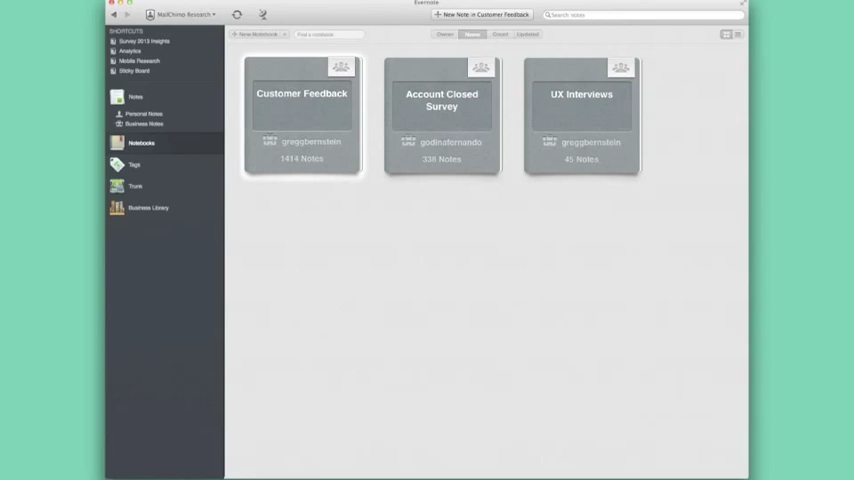 Evernote
MailChimp Research
New Note in Customer Feedback
Search notes
SHORTCUTS
Survey 2013 Insights
Analytics
Mobile Research
Sticky Board
Notes
Personal Notes
Business Notes
Notebooks
Tags
Trunk
Business Library
New Notebook
Find a notebook
Owner
Name
Count
Updated
Customer Feedback
greggbernstein
1414 Notes
Account Closed
Survey
godinafernando
338 Notes
UX Interviews
greggbernstein
45 Notes